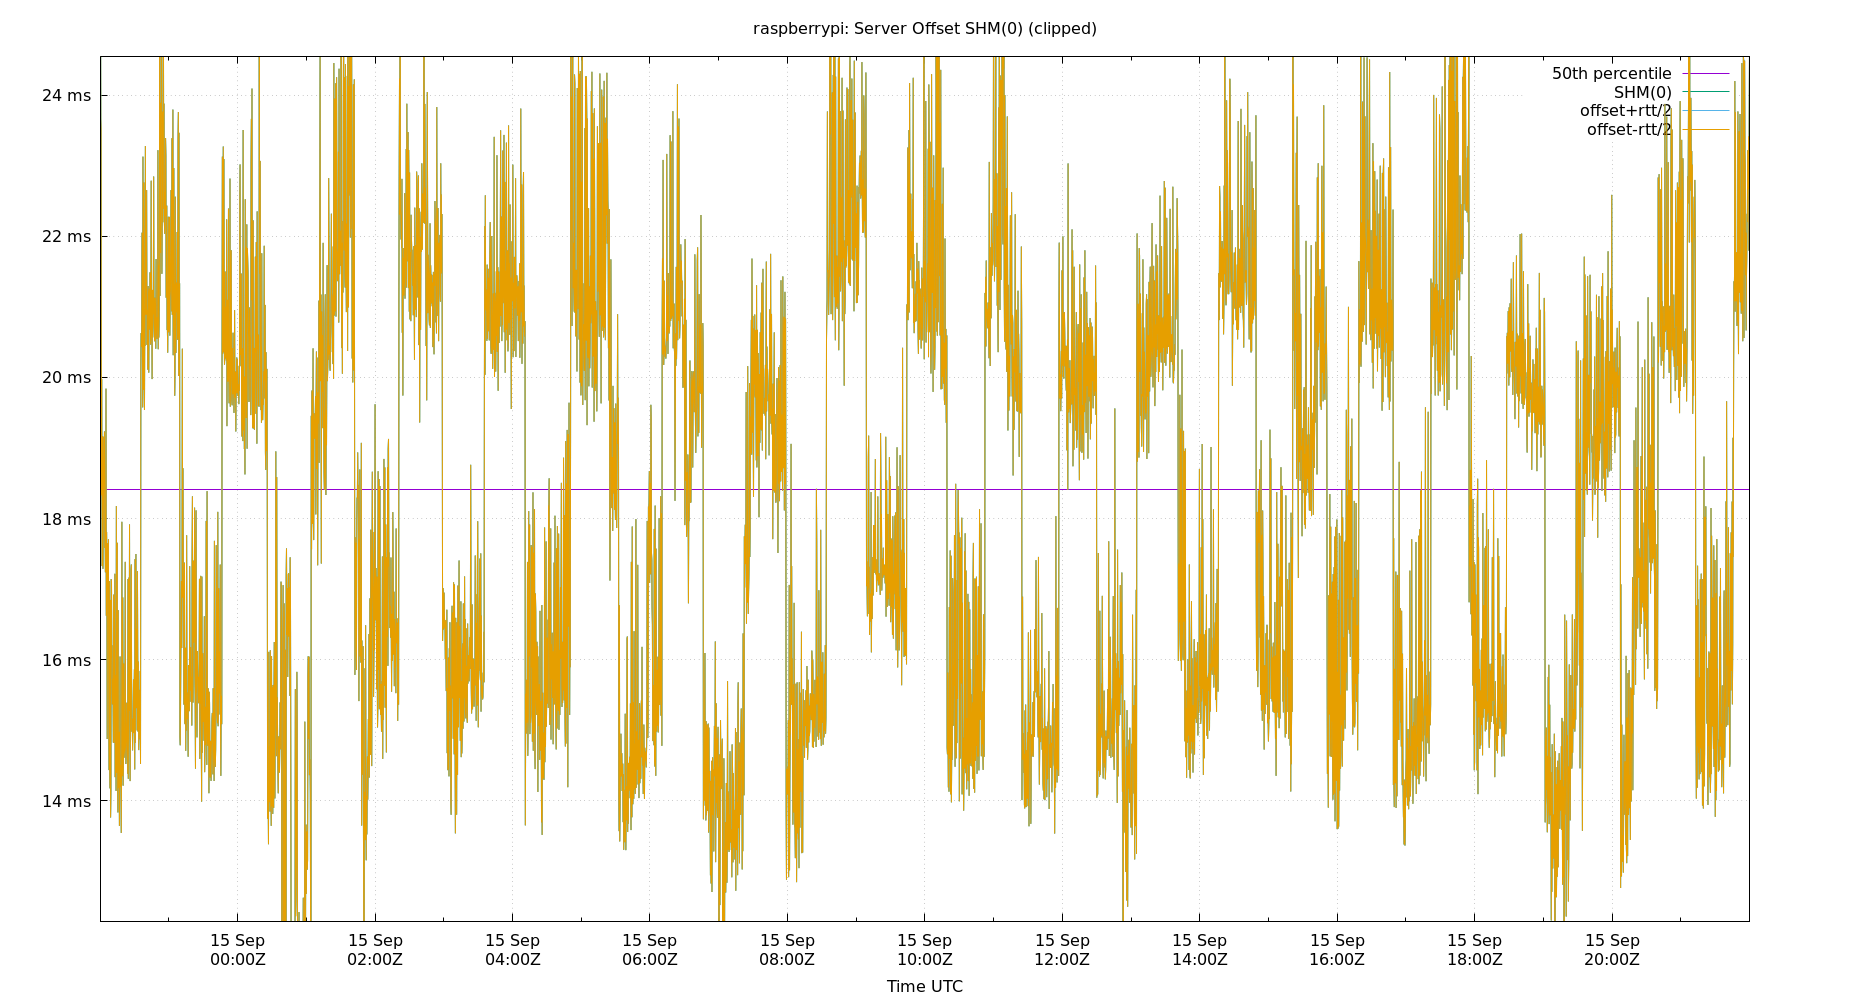 raspberrypi: Server Offset SHM(0) (clipped)
50th percentile
SHM(0)
offset+rtt/2
offset-rtt/2
24 ms
22 ms
20 ms
18 ms
16 ms
14 ms
15 Sep 15 Sep 15 Sep 15 Sep 15 Sep 15 Sep 15 Sep 15 Sep 15 Sep 15 Sep 15 Sep
00:00Z 02:00Z 04:00Z 06:00Z 08:00Z 10:00Z 12:00Z 14:00Z 16:00Z 18:00Z 20:00Z
Time UTC